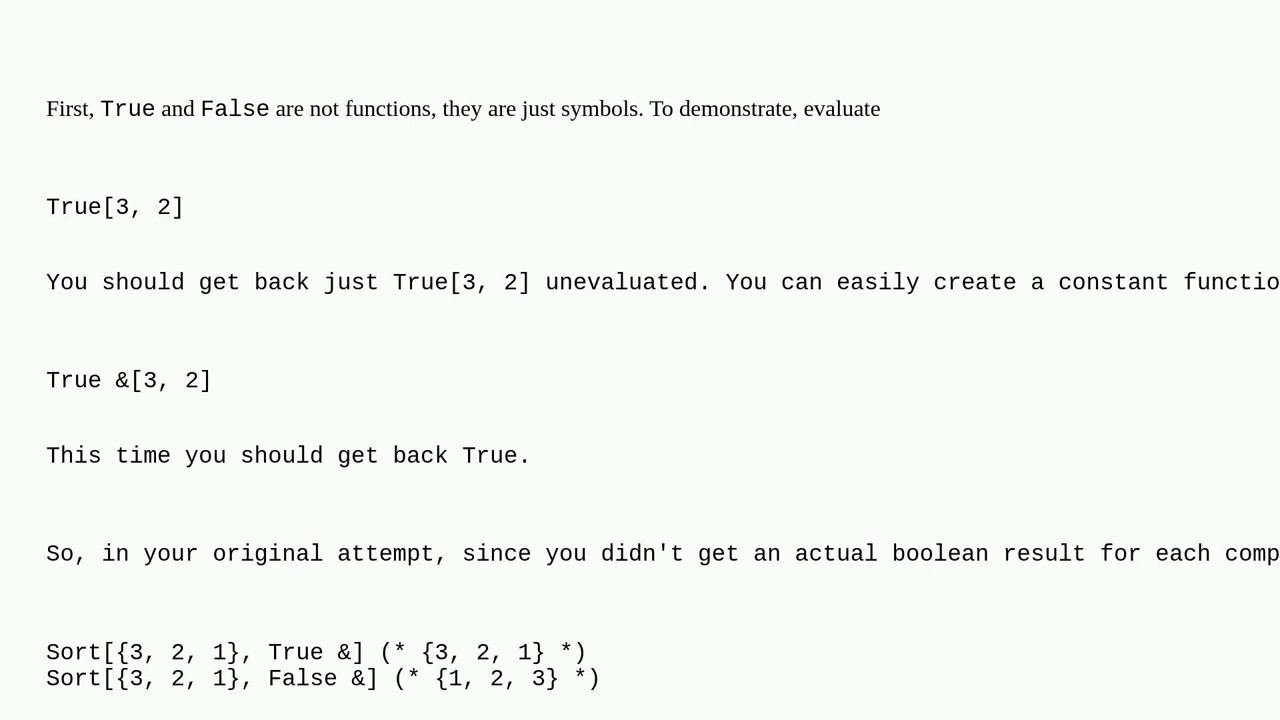 First, True and False are not functions, they are just symbols. To demonstrate, evaluate
True[3, 2]
You should get back just True[3, 2] unevaluated. You can easily create a constant
True &[3, 2]
This time you should get back True.
So, in your original attempt, since you didn't get an actual boolean result for each
Sort[{3, 2, 1}, True &] (* {3, 2, 1} *)
Sort[{3, 2, 1}, False &] (* {1, 2, 3} *)